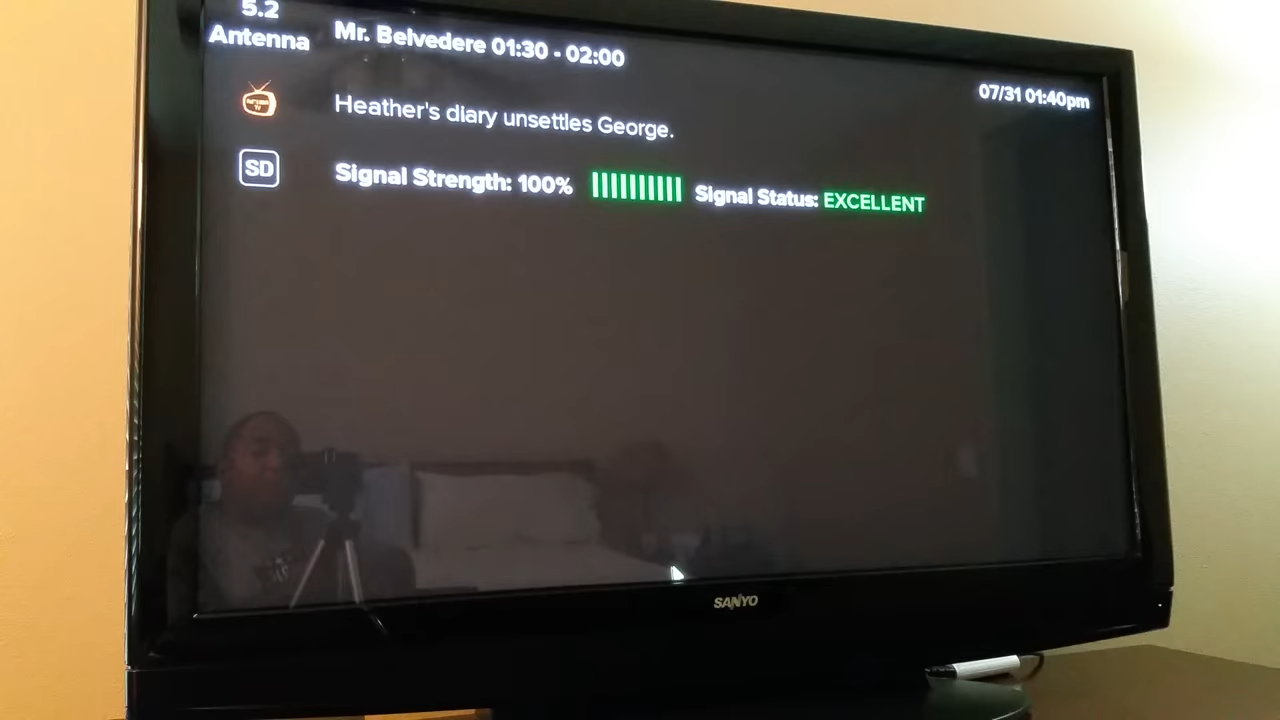 5.2
Antenna
Mr. Belvedere 01:30 - 02:00
07/31 01:40pm
Heather's diary unsettles George.
SD
Signal Strength: 100%
Signal Status: EXCELLENT
SANYO